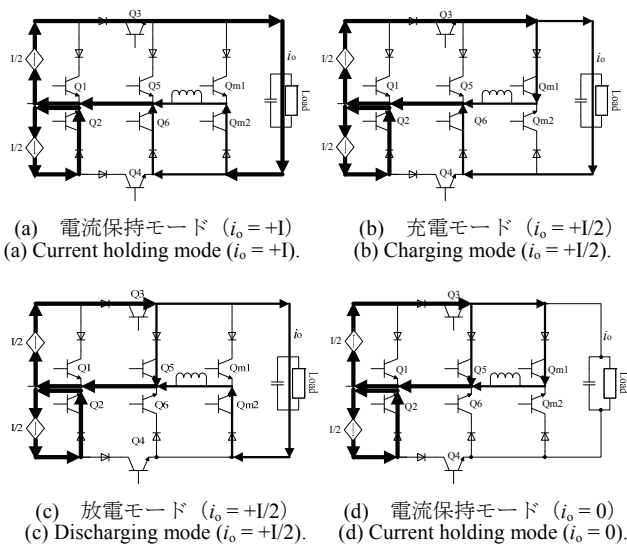 Q3
I/2
Q1
Q5
Qm1
io
Load
Q2
Q6
Qm2
I/2
Q4
(a) 電流保持モード（io = +I）
(a) Current holding mode (io = +I).
Q3
I/2
Q1
Q5
Qm1
io
Load
Q2
Q6
Qm2
I/2
Q4
(b) 充電モード（io = +I/2）
(b) Charging mode (io = +I/2).
Q3
I/2
Q1
Q5
Qm1
io
Load
Q2
Q6
Qm2
I/2
Q4
(c) 放電モード（io = +I/2）
(c) Discharging mode (io = +I/2).
Q3
I/2
Q1
Q5
Qm1
io
Load
Q2
Q6
Qm2
I/2
Q4
(d) 電流保持モード（io = 0）
(d) Current holding mode (io = 0).